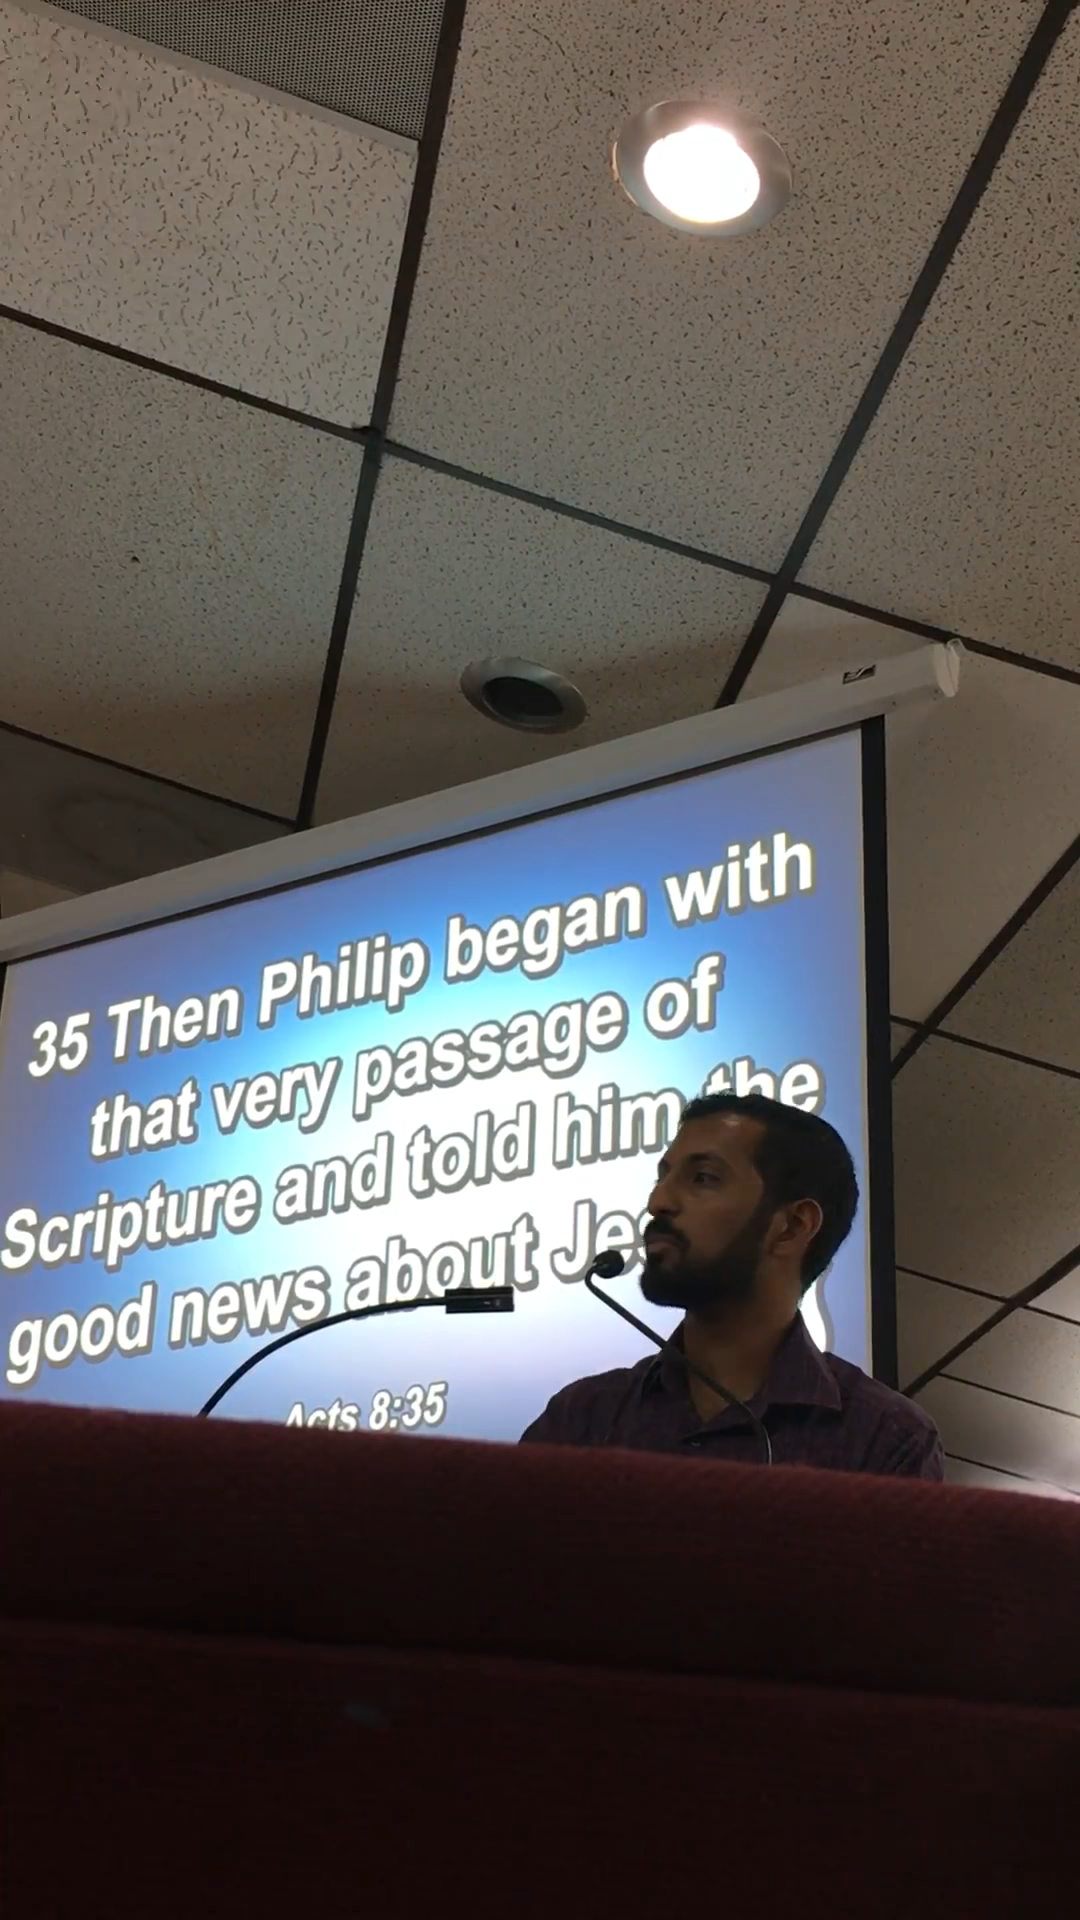 35 Then Philip began with
that very passage of
Scripture and told him the
good news about
Acts 8:35